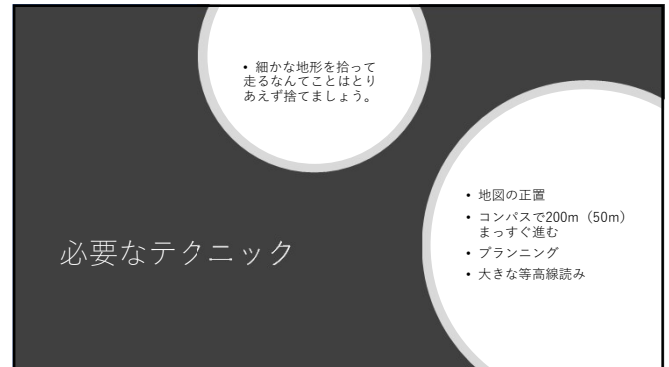 • 細かな地形を拾って
走るなんてことはとり
あえず捨てましょう。
必要なテクニック
• 地図の正置
• コンパスで200m（50m）
まっすぐ進む
• プランニング
• 大きな等高線読み